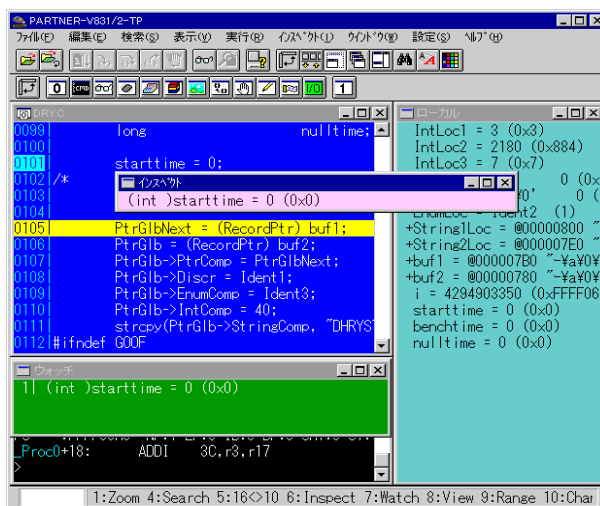 PARTNER-V831/2-TP
ファイル(F) 編集(E) 検索(S) 表示(V) 実行(R) インスペクト(I) ウインドウ(W) 設定(S) ヘルプ(H)
0 CMD I/O 1
DRY.C
0099| long nulltime;
0100|
0101 starttime = 0;
0102 /*
0103
0104
0105 PtrGlbNext = (RecordPtr) buf1;
0106| PtrGlb = (RecordPtr) buf2;
0107| PtrGlb->PtrComp = PtrGlbNext;
0108| PtrGlb->Discr = Ident1;
0109| PtrGlb->EnumComp = Ident3;
0110| PtrGlb->IntComp = 40;
0111| strcpy(PtrGlb->StringComp, "DHRYS
0112|#ifndef GOOF
インスペクト
(int )starttime = 0 (0x0)
ローカル
IntLoc1 = 3 (0x3)
IntLoc2 = 2180 (0x884)
IntLoc3 = 7 (0x7)
0 (0x
0' 0 (
EnumLoc = Ident2 (1)
+String1Loc = @00000800 "
+String2Loc = @000007E0 "
+buf1 = @000007B0 "-¥a¥0¥
+buf2 = @00000780 "-¥a¥0¥
i = 4294903350 (0xFFFF06
starttime = 0 (0x0)
benchtime = 0 (0x0)
nulltime = 0 (0x0)
ウォッチ
1| (int )starttime = 0 (0x0)
_Proc0+18: ADDI 3C,r3,r17
>
1:Zoom 4:Search 5:16<>10 6:Inspect 7:Watch 8:View 9:Range 10:Char